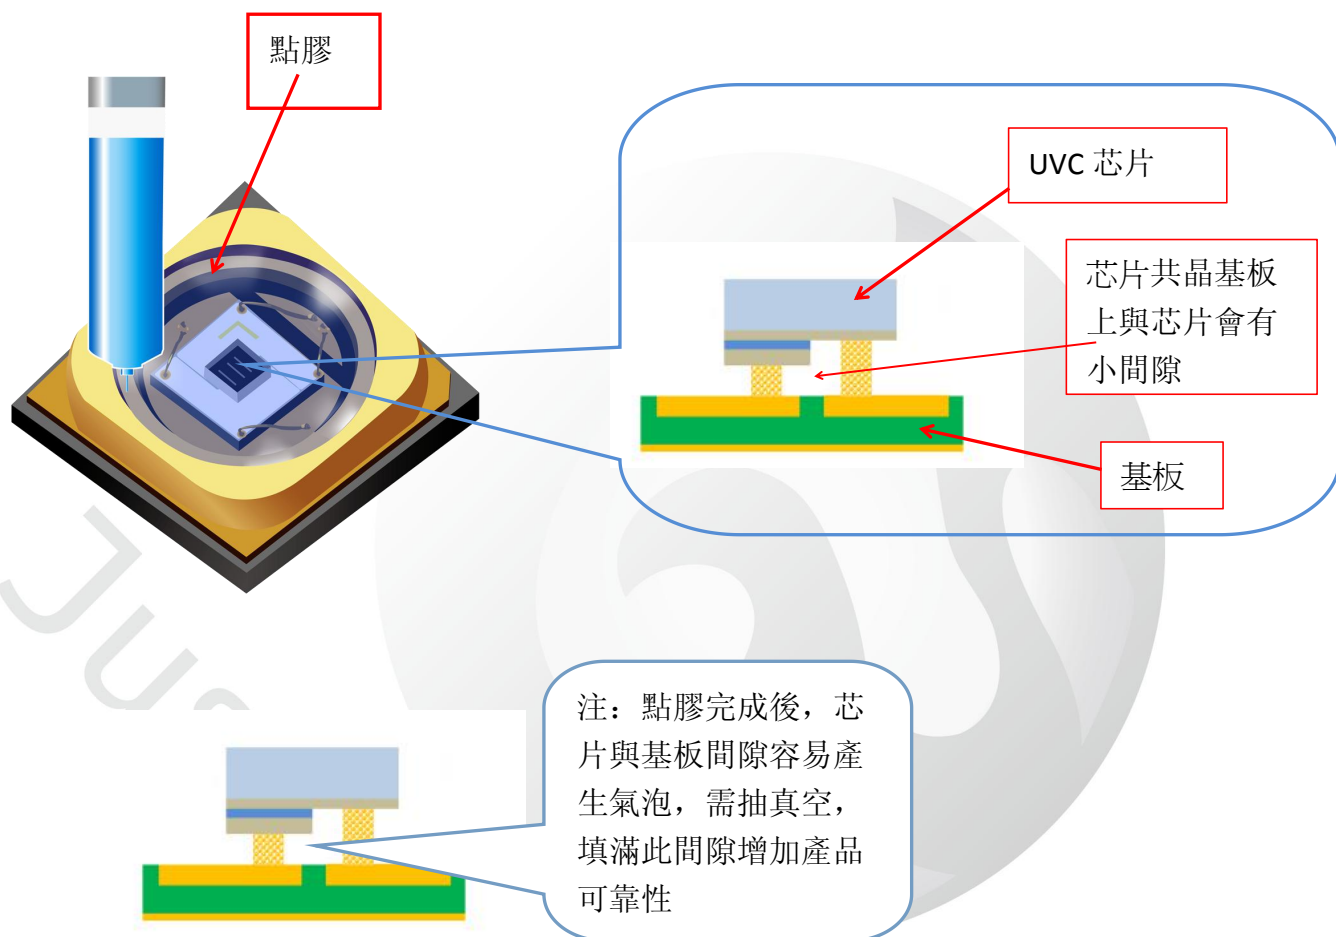 點膠
UVC 芯片
芯片共晶基板
上與芯片會有
小間隙
基板
注：點膠完成後，芯
片與基板間隙容易產
生氣泡，需抽真空，
填滿此間隙增加產品
可靠性